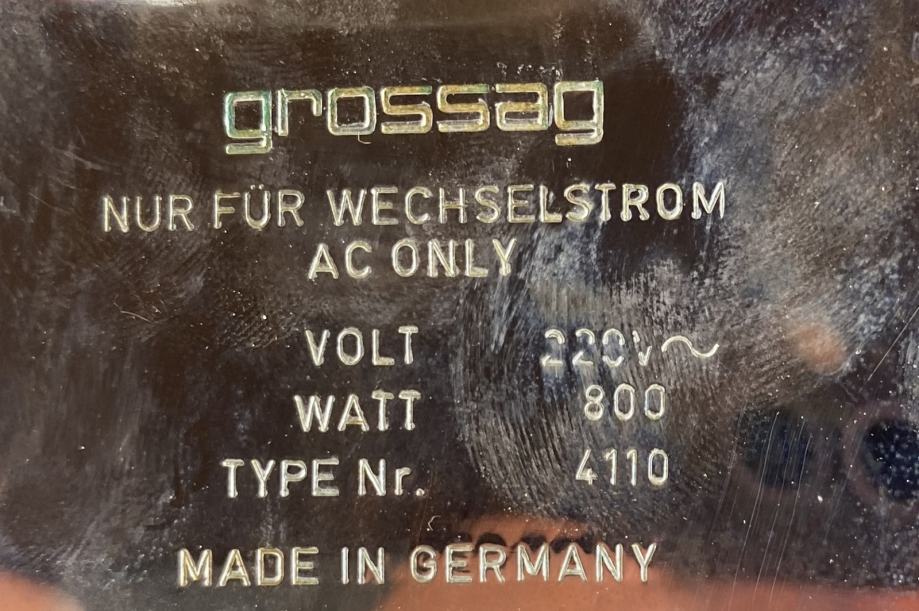 grossag
NUR FÜR WECHSELSTROM
AC ONLY
VOLT 220V~
WATT 800
TYPE Nr. 4110
MADE IN GERMANY